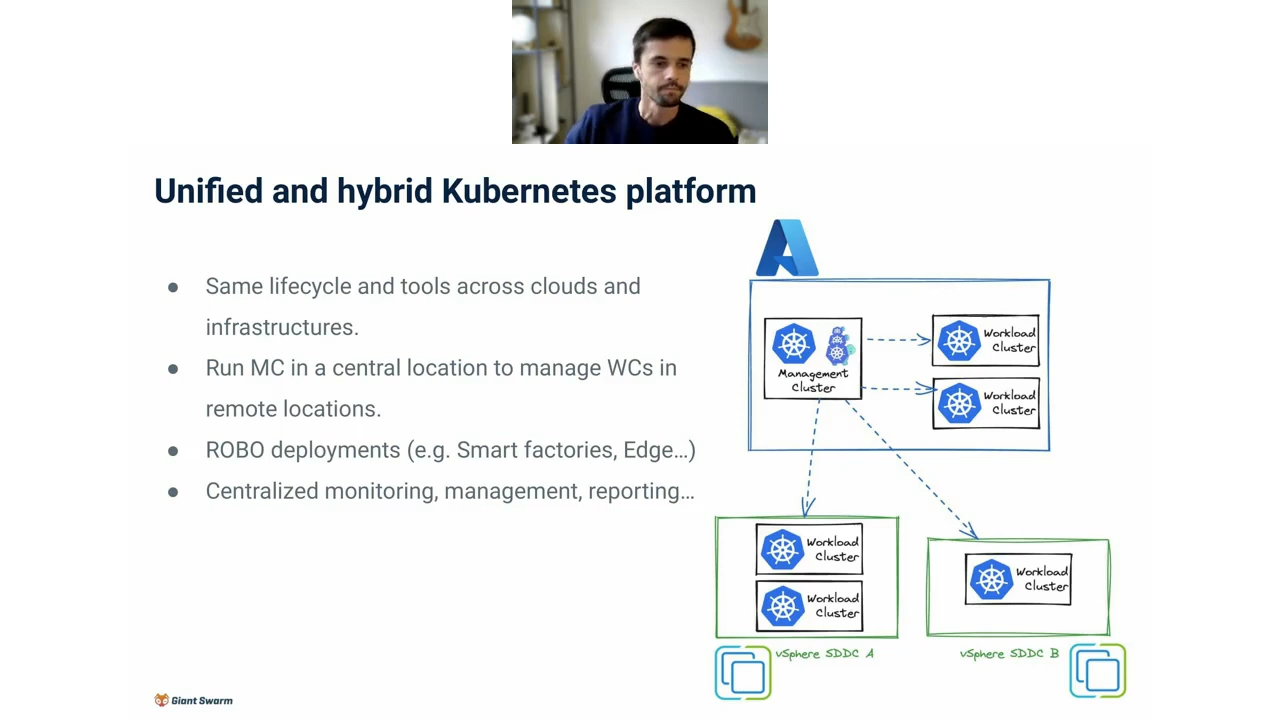 Unified and hybrid Kubernetes platform
● Same lifecycle and tools across clouds and
infrastructures.
● Run MC in a central location to manage WCs in
remote locations.
● ROBO deployments (e.g. Smart factories, Edge…)
● Centralized monitoring, management, reporting…
Management
Cluster
Workload
Cluster
Workload
Cluster
Workload
Cluster
Workload
Cluster
vSphere SDDC A
Workload
Cluster
vSphere SDDC B
Giant Swarm